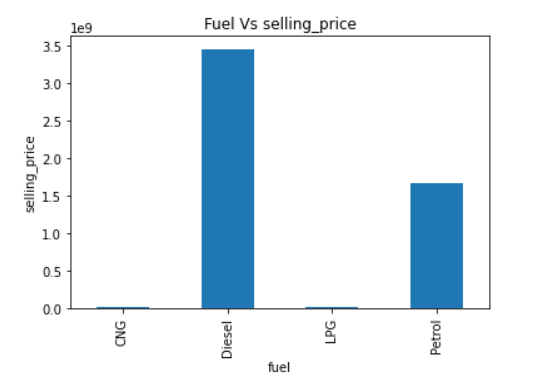 Fuel Vs selling_price
1e9
3.5
3.0
2.5
2.0
1.5
1.0
0.5
0.0
selling_price
CNG
Diesel
LPG
Petrol
fuel